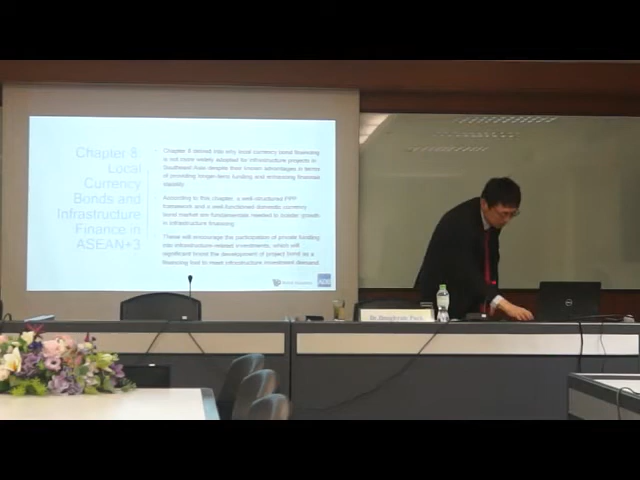 Chapter 8:
Local
Currency
Bonds and
Infrastructure
Finance in
ASEAN+3
Chapter 8 delved into why local currency bond financing
is not more widely adopted for infrastructure projects in
Southeast Asia despite their known advantages in terms
of providing longer-term funding and enhancing financial
stability.
According to this chapter, a well-structured PPP
framework and a well-functioned domestic currency
bond market are fundamentals needed to bolster growth
in infrastructure financing.
These will encourage the participation of private funding
into infrastructure-related investments, which will
significant boost the development of project bond as a
financing tool to meet infrastructure investment demand.
ADB
Dr. Donghyun Park
DELL